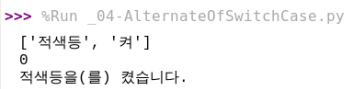 >>> %Run _04-AlternateOfSwitchCase.py
['적색등', '켜']
0
적색등을(를) 켰습니다.